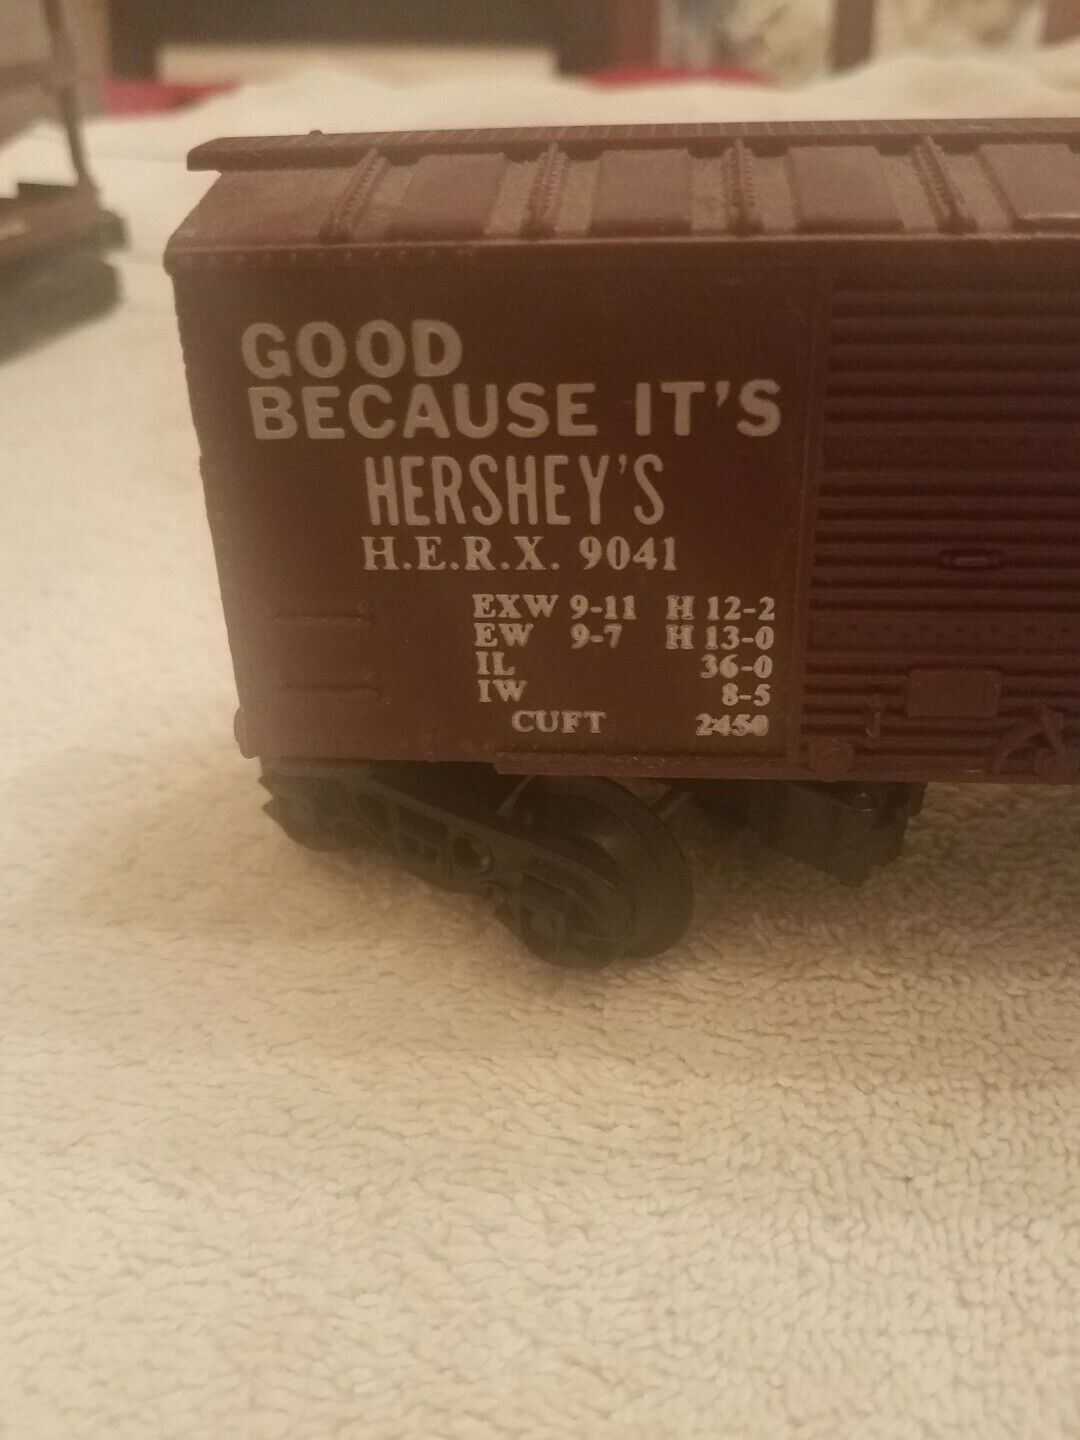 GOOD
BECAUSE IT'S
HERSHEY'S
H.E.R.X. 9041
EXW 9-11 H 12-2
EW 9-7 H 13-0
IL 36-0
IW 8-5
CUFT 2450